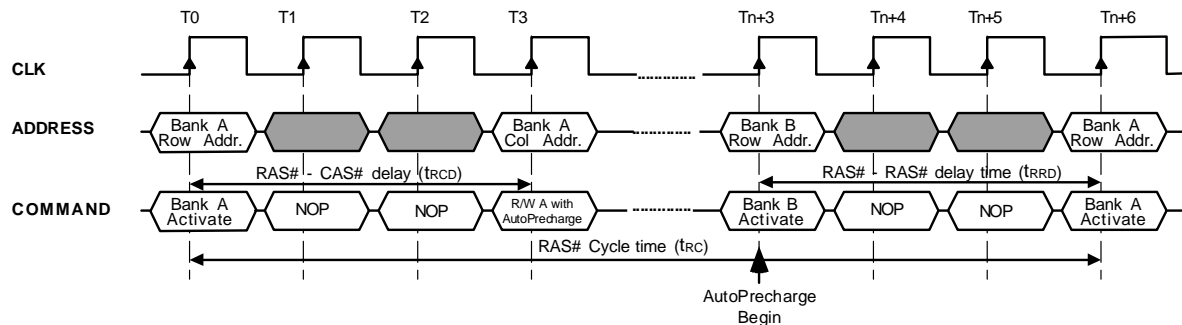 T0 T1 T2 T3 Tn+3 Tn+4 Tn+5 Tn+6
CLK
ADDRESS
Bank A
Row Addr.
Bank A
Col Addr.
Bank B
Row Addr.
Bank A
Row Addr.
RAS# - CAS# delay (tRCD)
RAS# - RAS# delay time (tRRD)
COMMAND
Bank A
Activate
NOP
NOP
R/W A with
AutoPrecharge
Bank B
Activate
NOP
NOP
Bank A
Activate
RAS# Cycle time (tRC)
AutoPrecharge
Begin